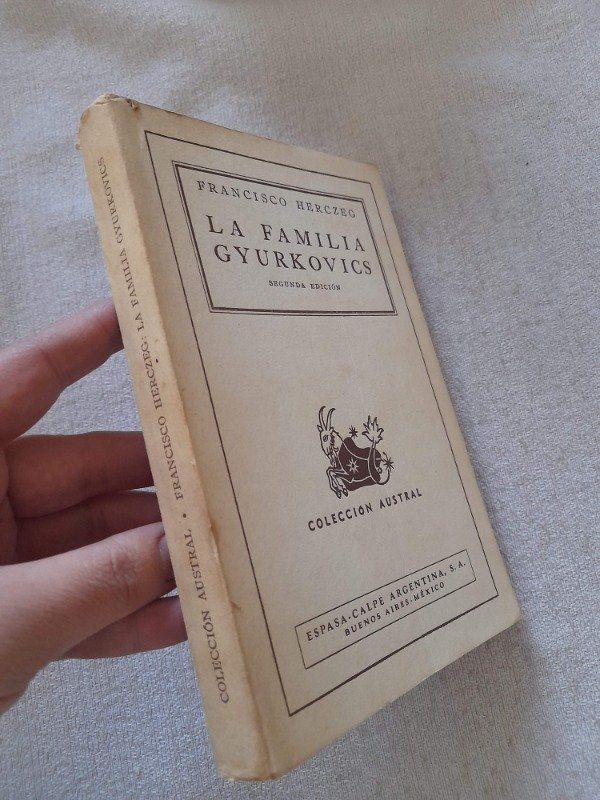 FRANCISCO HERCZEG
LA FAMILIA
GYURKOVICS
SEGUNDA EDICIÓN
COLECCIÓN AUSTRAL
ESPASA-CALPE ARGENTINA, S. A.
BUENOS AIRES-MÉXICO
COLECCIÓN AUSTRAL • FRANCISCO HERCZEG: LA FAMILIA GYURKOVICS